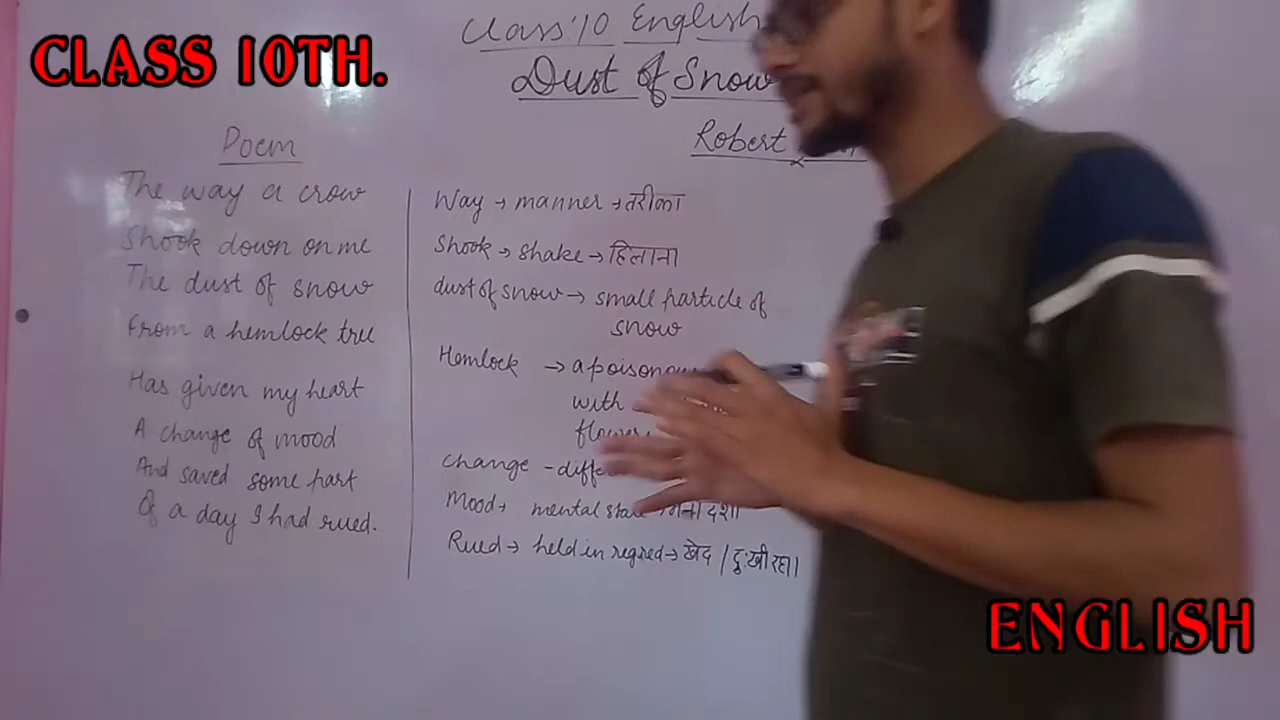 CLASS 10TH.
Class'10 English
Dust of Snow
Robert
Poem
The way a crow
Shook down on me
The dust of snow
From a hemlock tree
Has given my heart
A change of mood
And saved some part
Of a day I had rued.
Way → manner → तरीका
Shook → shake → हिलाना
dust of snow → small particle of
snow
Hemlock → a poisonou
with
flower
Change - diffe
Mood → mental state दशा
Rued → held in regred → खेद / दुःखी रहा।
ENGLISH